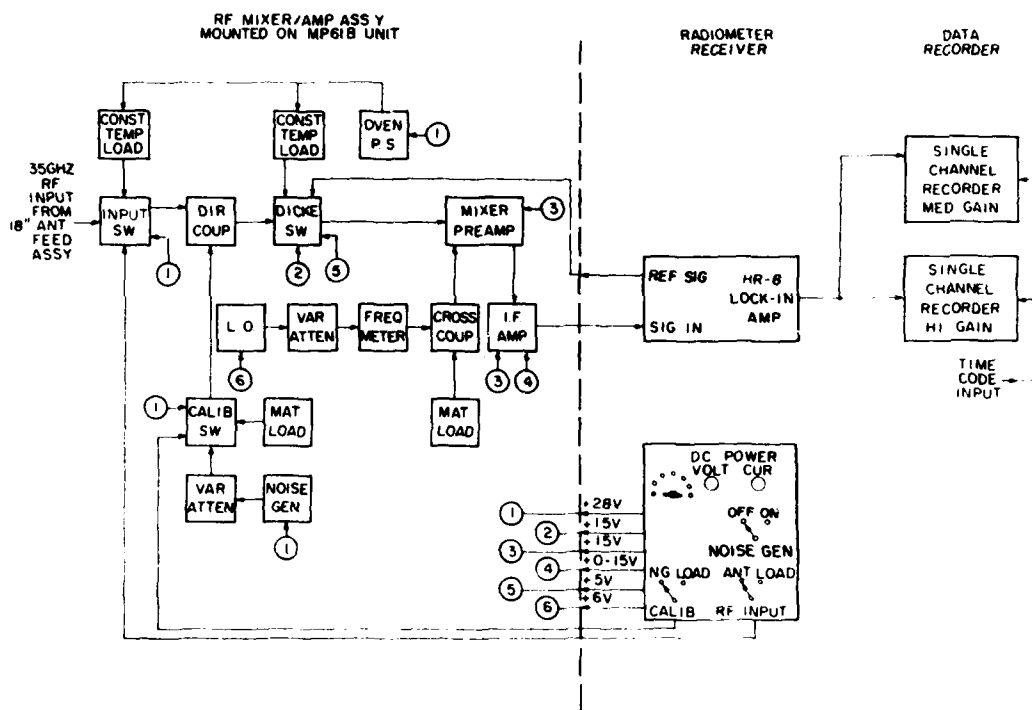 RF MIXER/AMP ASS Y
MOUNTED ON MP61B UNIT
RADIOMETER
RECEIVER
DATA
RECORDER
CONST
TEMP
LOAD
CONST
TEMP
LOAD
OVEN
P.S
1
35GHZ
RF
INPUT
FROM
18" ANT
FEED
ASSY
INPUT
SW
1
DIR
COUP
DICKE
SW
2
5
MIXER
PREAMP
3
L O
6
VAR
ATTEN
FREQ
METER
CROSS
COUP
I.F
AMP
3
4
MAT
LOAD
1
CALIB
SW
MAT
LOAD
VAR
ATTEN
NOISE
GEN
1
REF SIG
SIG IN
HR-8
LOCK-IN
AMP
SINGLE
CHANNEL
RECORDER
MED GAIN
SINGLE
CHANNEL
RECORDER
HI GAIN
TIME
CODE
INPUT
DC POWER
VOLT CUR
OFF ON
NOISE GEN
NG LOAD
ANT LOAD
CALIB
RF INPUT
1 +28V
2 +15V
3 +15V
4 +0-15V
5 +5V
6 +6V